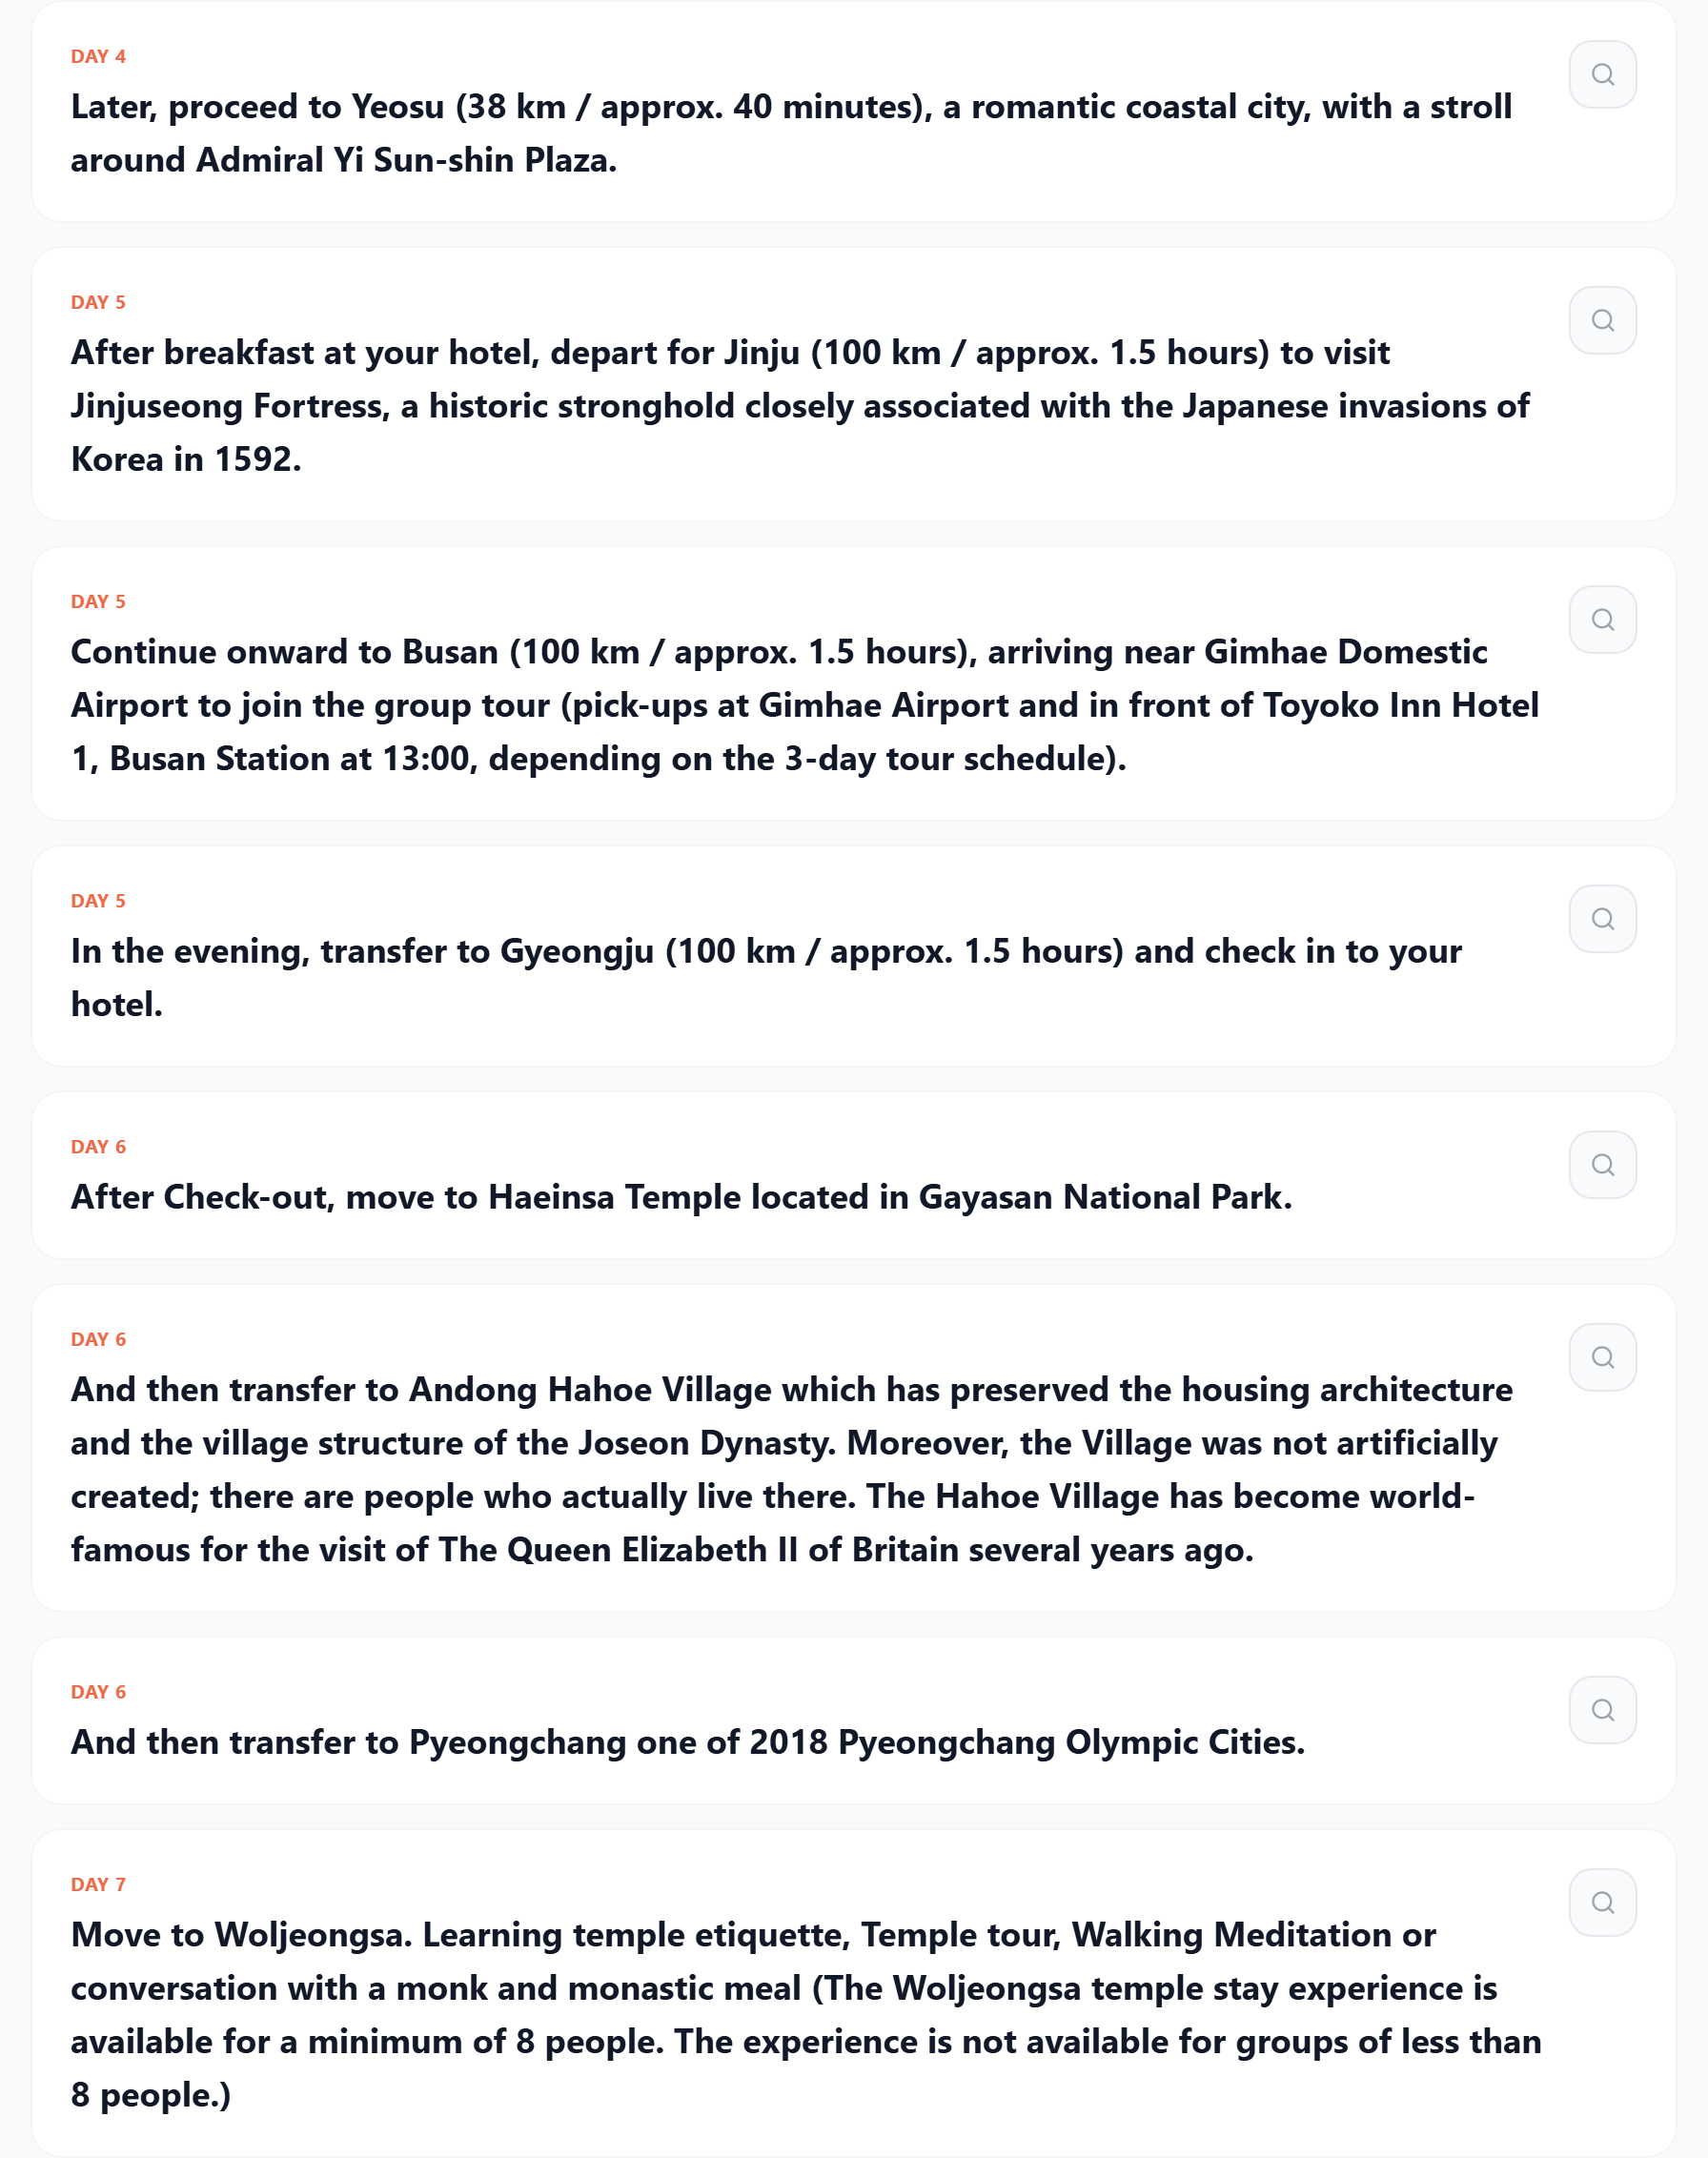 DAY 4
Later, proceed to Yeosu (38 km / approx. 40 minutes), a romantic coastal city, with a stroll
around Admiral Yi Sun-shin Plaza.
DAY 5
After breakfast at your hotel, depart for Jinju (100 km / approx. 1.5 hours) to visit
Jinjuseong Fortress, a historic stronghold closely associated with the Japanese invasions of
Korea in 1592.
DAY 5
Continue onward to Busan (100 km / approx. 1.5 hours), arriving near Gimhae Domestic
Airport to join the group tour (pick-ups at Gimhae Airport and in front of Toyoko Inn Hotel
1, Busan Station at 13:00, depending on the 3-day tour schedule).
DAY 5
In the evening, transfer to Gyeongju (100 km / approx. 1.5 hours) and check in to your
hotel.
DAY 6
After Check-out, move to Haeinsa Temple located in Gayasan National Park.
DAY 6
And then transfer to Andong Hahoe Village which has preserved the housing architecture
and the village structure of the Joseon Dynasty. Moreover, the Village was not artificially
created; there are people who actually live there. The Hahoe Village has become world-
famous for the visit of The Queen Elizabeth II of Britain several years ago.
DAY 6
And then transfer to Pyeongchang one of 2018 Pyeongchang Olympic Cities.
DAY 7
Move to Woljeongsa. Learning temple etiquette, Temple tour, Walking Meditation or
conversation with a monk and monastic meal (The Woljeongsa temple stay experience is
available for a minimum of 8 people. The experience is not available for groups of less than
8 people.)